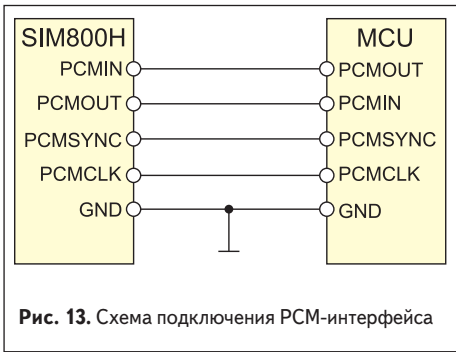 SIM800H MCU
PCMIN PCMOUT
PCMOUT PCMIN
PCMSYNC PCMSYNC
PCMCLK PCMCLK
GND GND
Рис. 13. Схема подключения PCM-интерфейса